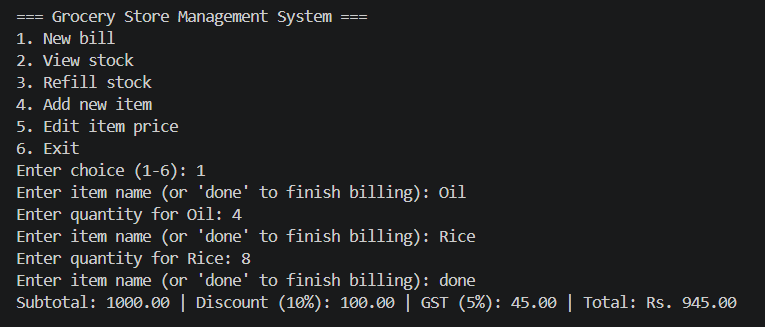 === Grocery Store Management System ===
1. New bill
2. View stock
3. Refill stock
4. Add new item
5. Edit item price
6. Exit
Enter choice (1-6): 1
Enter item name (or 'done' to finish billing): Oil
Enter quantity for Oil: 4
Enter item name (or 'done' to finish billing): Rice
Enter quantity for Rice: 8
Enter item name (or 'done' to finish billing): done
Subtotal: 1000.00 | Discount (10%): 100.00 | GST (5%): 45.00 | Total: Rs. 945.00